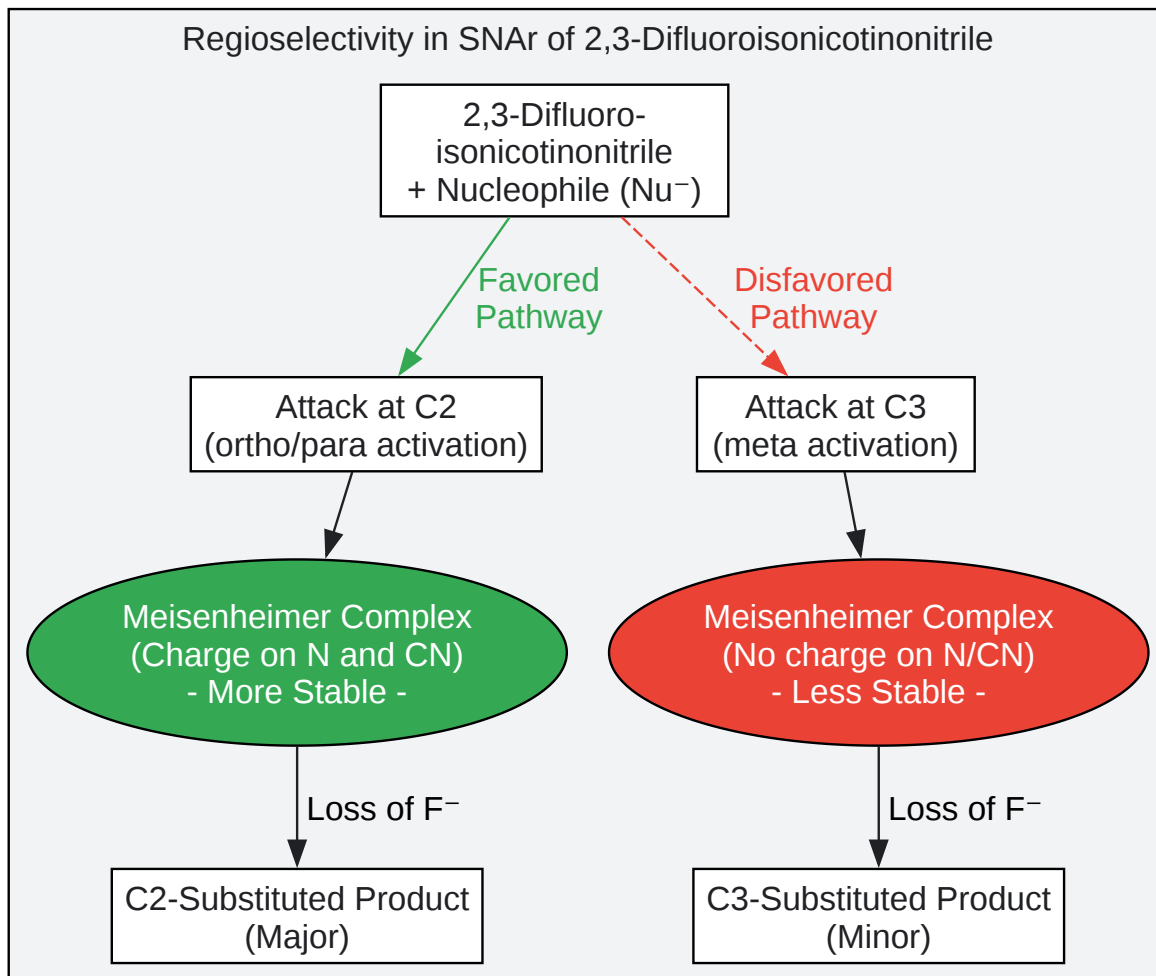 Regioselectivity in SNAr of 2,3-Difluoroisonicotinonitrile
2,3-Difluoro-
isonicotinonitrile
+ Nucleophile (Nu⁻)
Favored
Pathway
Disfavored
Pathway
Attack at C2
(ortho/para activation)
Attack at C3
(meta activation)
Meisenheimer Complex
(Charge on N and CN)
- More Stable -
Meisenheimer Complex
(No charge on N/CN)
- Less Stable -
Loss of F⁻
Loss of F⁻
C2-Substituted Product
(Major)
C3-Substituted Product
(Minor)